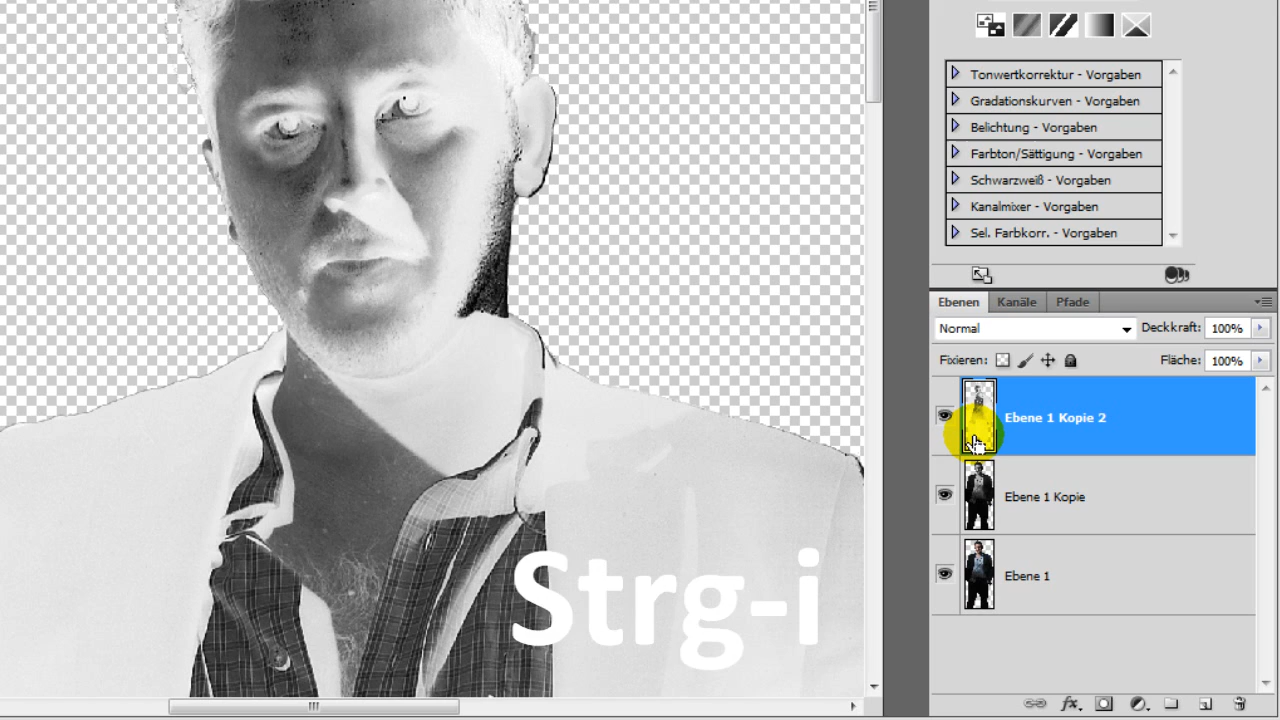 Tonwertkorrektur - Vorgaben
Gradationskurven - Vorgaben
Belichtung - Vorgaben
Farbton/Sättigung - Vorgaben
Schwarzweiß - Vorgaben
Kanalmixer - Vorgaben
Sel. Farbkorr. - Vorgaben
Ebenen Kanäle Pfade
Normal Deckkraft: 100%
Fixieren: Fläche: 100%
Ebene 1 Kopie 2
Ebene 1 Kopie
Ebene 1
Strg-i
fx